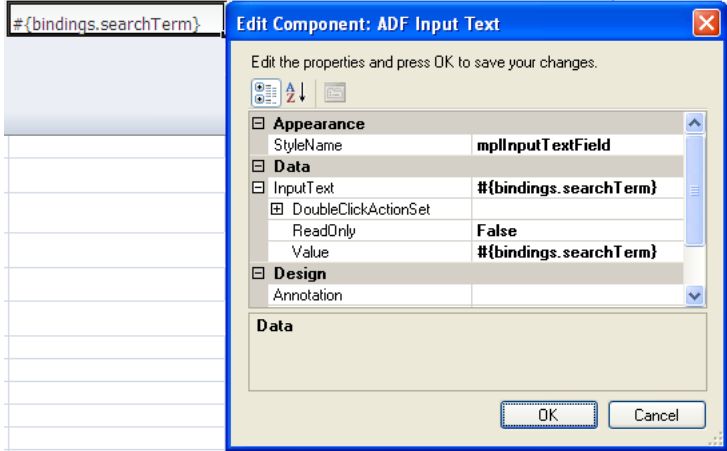 #{bindings.searchTerm}
Edit Component: ADF Input Text
Edit the properties and press OK to save your changes.
Appearance
StyleName mplInputTextField
Data
InputText #{bindings.searchTerm}
DoubleClickActionSet
ReadOnly False
Value #{bindings.searchTerm}
Design
Annotation
Data
OK Cancel